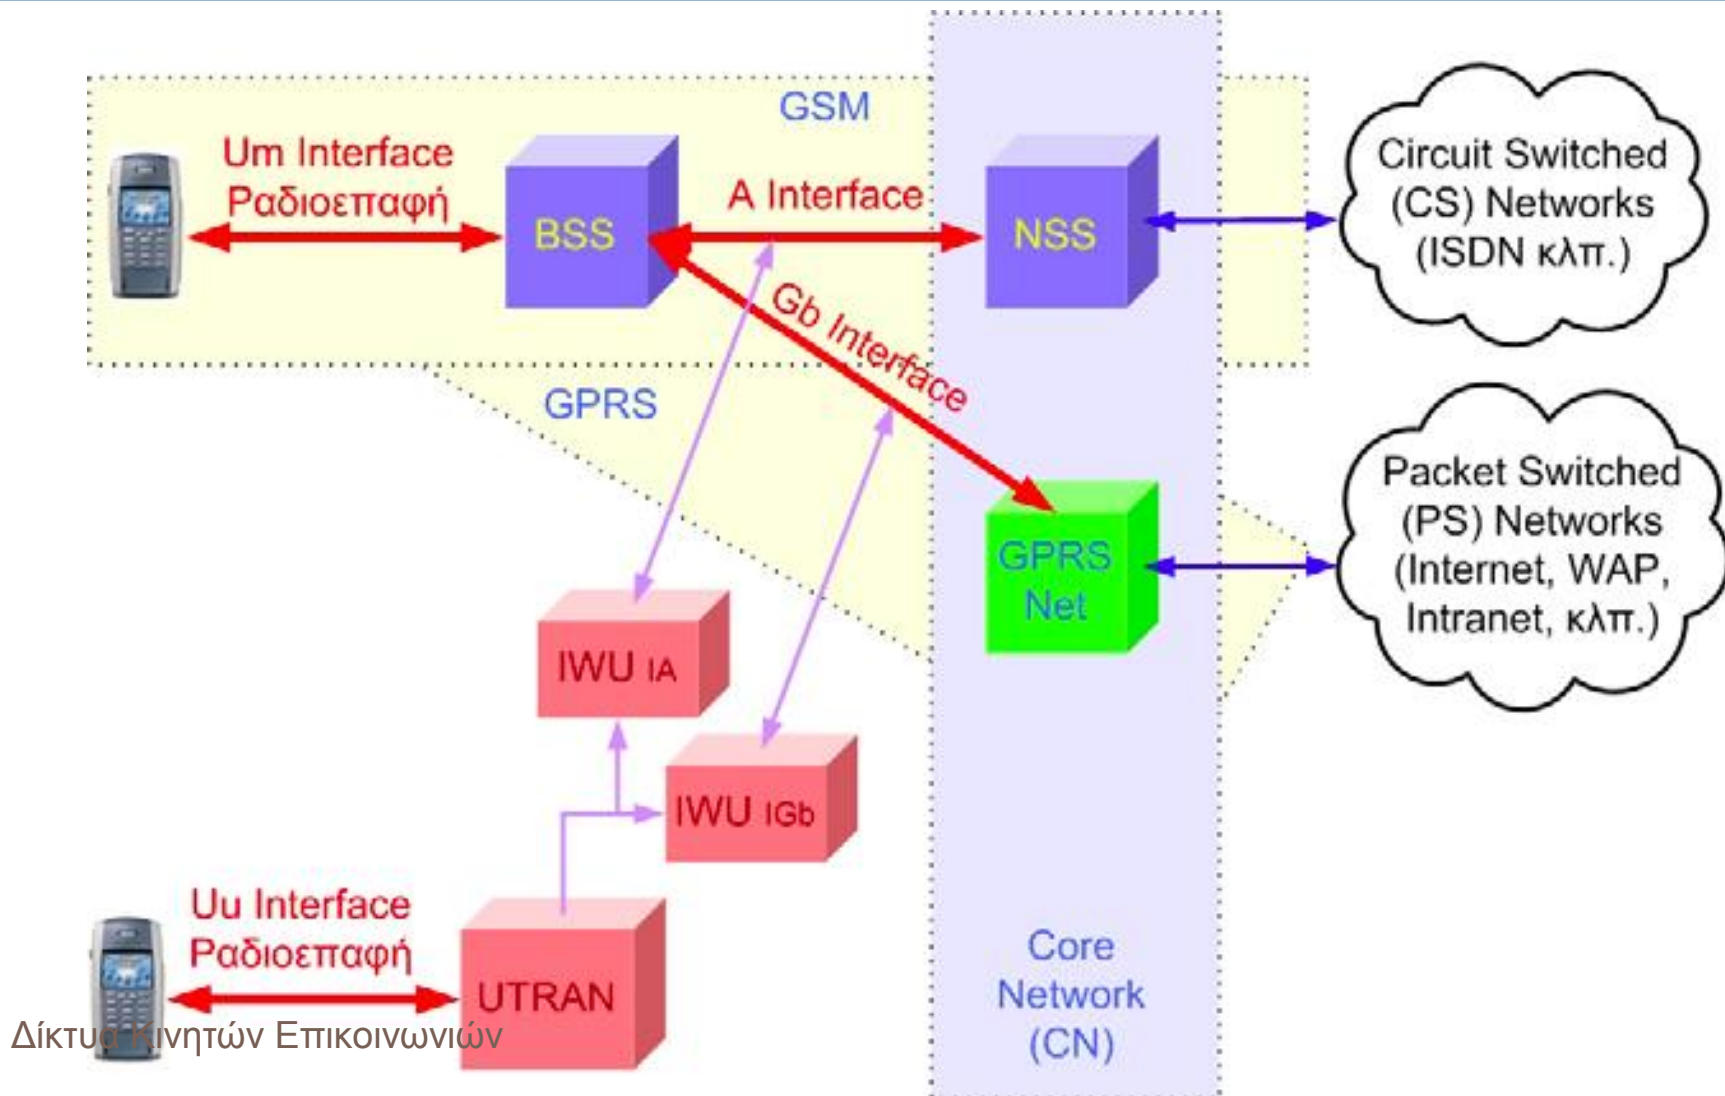 GSM
Um Interface
Ραδιοεπαφή
BSS
A Interface
NSS
Circuit Switched
(CS) Networks
(ISDN κλπ.)
Gb Interface
GPRS
GPRS
Net
Packet Switched
(PS) Networks
(Internet, WAP,
Intranet, κλπ.)
IWU IA
IWU IGb
Uu Interface
Ραδιοεπαφή
UTRAN
Core
Network
(CN)
Δίκτυα Κινητών Επικοινωνιών